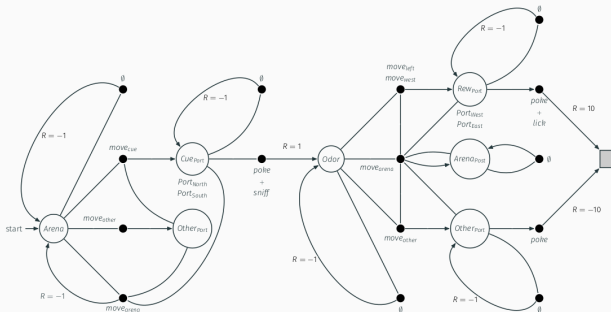 ∅
R = −1
∅
R = −1
∅
R = −1
move_left
move_west
Rew_Port
Port_West
Port_East
poke
+
lick
R = 10
move_cue
Cue_Port
Port_North
Port_South
poke
+
sniff
R = 1
Odor
move_arena
Arena_Post
∅
start
Arena
move_other
Other_Port
R = −1
move_arena
R = −1
∅
move_other
Other_Port
poke
R = −10
R = −1
∅